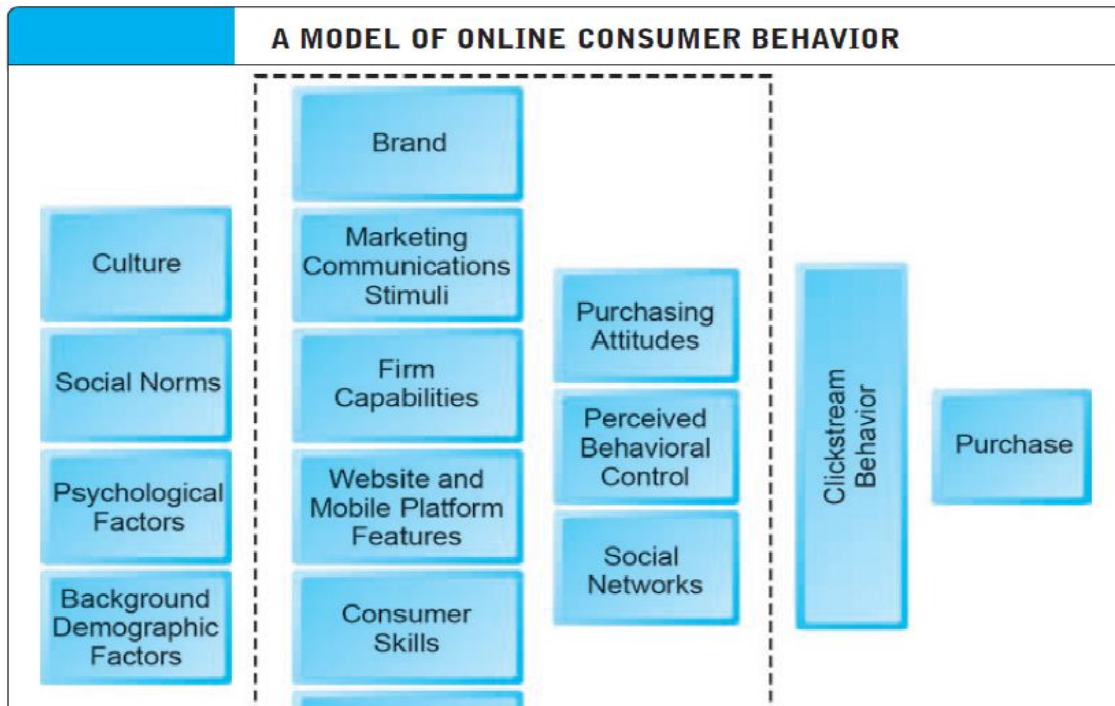 A MODEL OF ONLINE CONSUMER BEHAVIOR
Culture
Social Norms
Psychological
Factors
Background
Demographic
Factors
Brand
Marketing
Communications
Stimuli
Firm
Capabilities
Website and
Mobile Platform
Features
Consumer
Skills
Purchasing
Attitudes
Perceived
Behavioral
Control
Social
Networks
Clickstream
Behavior
Purchase